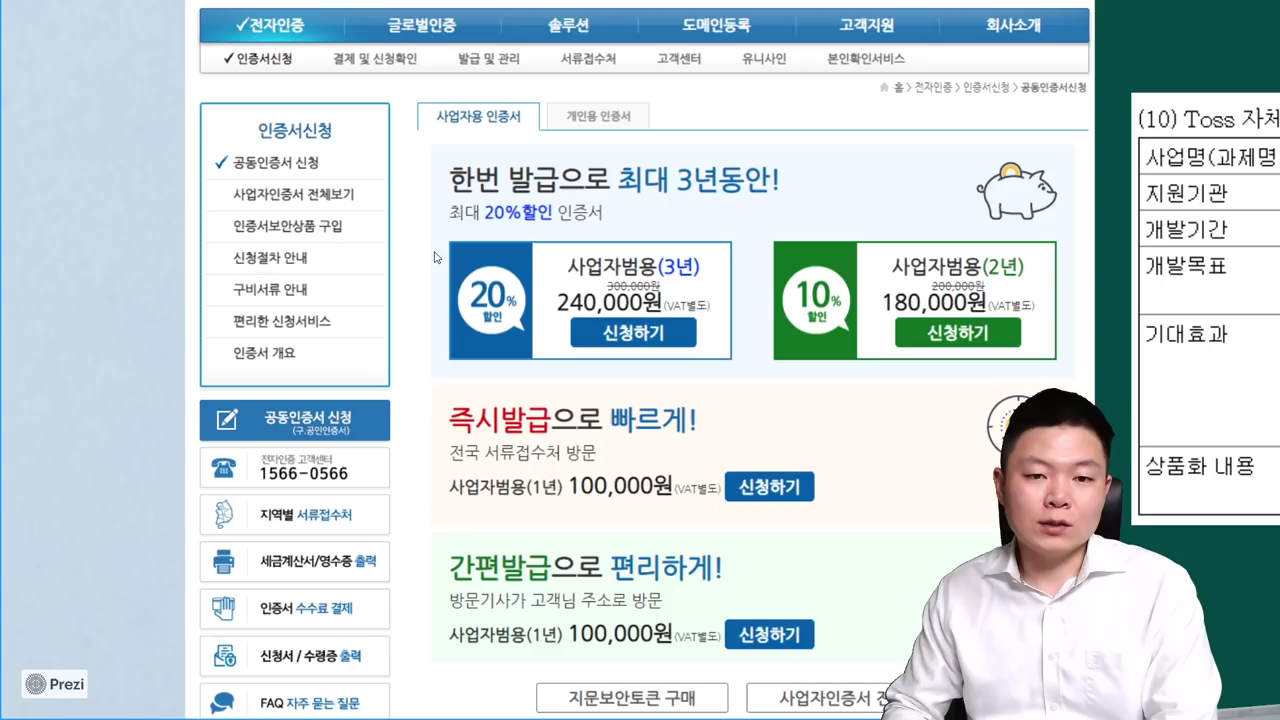 ✓전자인증 글로벌인증 솔루션 도메인등록 고객지원 회사소개
✓ 인증서신청 결제 및 신청확인 발급 및 관리 서류접수처 고객센터 유니사인 본인확인서비스
홈 > 전자인증 > 인증서신청 > 공동인증서신청
인증서신청
✓ 공동인증서 신청
사업자인증서 전체보기
인증서보안상품 구입
신청절차 안내
구비서류 안내
편리한 신청서비스
인증서 개요
공동인증서 신청
(구.공인인증서)
전자인증 고객센터
1566-0566
지역별 서류접수처
세금계산서/영수증 출력
인증서 수수료 결제
신청서 / 수령증 출력
FAQ 자주 묻는 질문
사업자용 인증서 개인용 인증서
한번 발급으로 최대 3년동안!
최대 20%할인 인증서
20%
할인
사업자범용(3년)
300,000원
240,000원(VAT별도)
신청하기
10%
할인
사업자범용(2년)
200,000원
180,000원(VAT별도)
신청하기
즉시발급으로 빠르게!
전국 서류접수처 방문
사업자범용(1년) 100,000원(VAT별도) 신청하기
간편발급으로 편리하게!
방문기사가 고객님 주소로 방문
사업자범용(1년) 100,000원(VAT별도) 신청하기
지문보안토큰 구매 사업자인증서
(10) Toss 자체
사업명(과제명
지원기관
개발기간
개발목표
기대효과
상품화 내용
Prezi